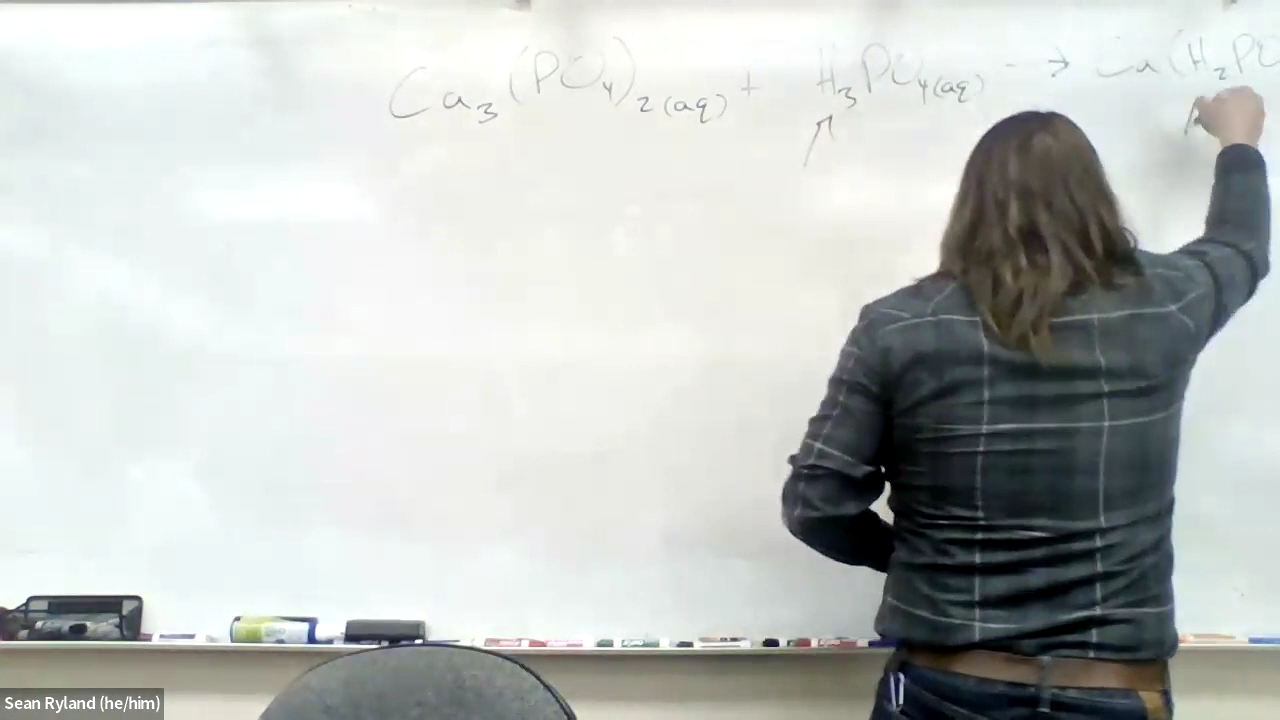 Ca₃(PO₄)₂(aq) + H₃PO₄(aq) → Ca(H₂PO
Sean Ryland (he/him)